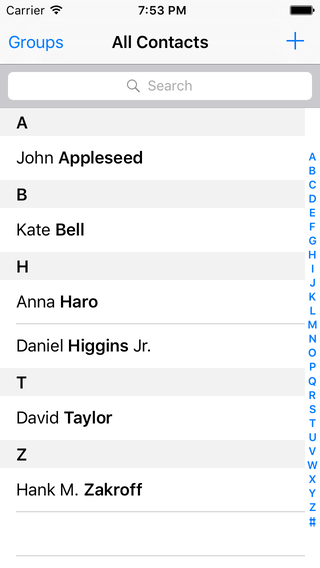 Carrier 7:53 PM
Groups All Contacts +
Search
A
John Appleseed
B
Kate Bell
H
Anna Haro
Daniel Higgins Jr.
T
David Taylor
Z
Hank M. Zakroff
A
B
C
D
E
F
G
H
I
J
K
L
M
N
O
P
Q
R
S
T
U
V
W
X
Y
Z
#